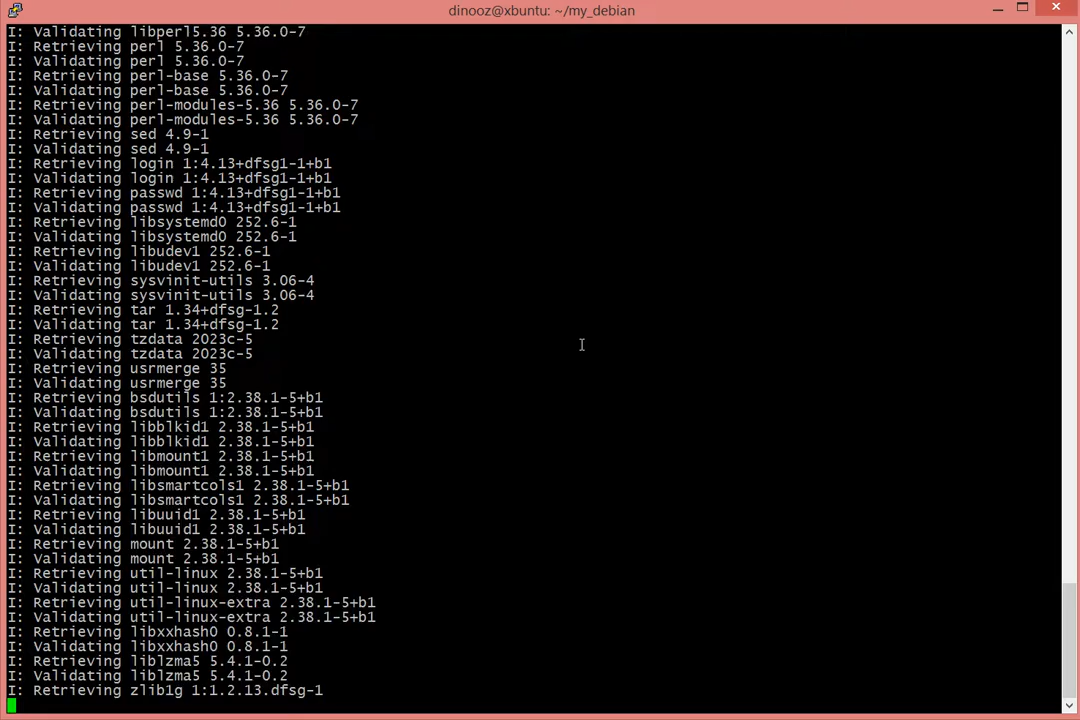 dinooz@xbuntu: ~/my_debian
I: Validating libperl5.36 5.36.0-7
I: Retrieving perl 5.36.0-7
I: Validating perl 5.36.0-7
I: Retrieving perl-base 5.36.0-7
I: Validating perl-base 5.36.0-7
I: Retrieving perl-modules-5.36 5.36.0-7
I: Validating perl-modules-5.36 5.36.0-7
I: Retrieving sed 4.9-1
I: Validating sed 4.9-1
I: Retrieving login 1:4.13+dfsg1-1+b1
I: Validating login 1:4.13+dfsg1-1+b1
I: Retrieving passwd 1:4.13+dfsg1-1+b1
I: Validating passwd 1:4.13+dfsg1-1+b1
I: Retrieving libsystemd0 252.6-1
I: Validating libsystemd0 252.6-1
I: Retrieving libudev1 252.6-1
I: Validating libudev1 252.6-1
I: Retrieving sysvinit-utils 3.06-4
I: Validating sysvinit-utils 3.06-4
I: Retrieving tar 1.34+dfsg-1.2
I: Validating tar 1.34+dfsg-1.2
I: Retrieving tzdata 2023c-5
I: Validating tzdata 2023c-5
I: Retrieving usrmerge 35
I: Validating usrmerge 35
I: Retrieving bsdutils 1:2.38.1-5+b1
I: Validating bsdutils 1:2.38.1-5+b1
I: Retrieving libblkid1 2.38.1-5+b1
I: Validating libblkid1 2.38.1-5+b1
I: Retrieving libmount1 2.38.1-5+b1
I: Validating libmount1 2.38.1-5+b1
I: Retrieving libsmartcols1 2.38.1-5+b1
I: Validating libsmartcols1 2.38.1-5+b1
I: Retrieving libuuid1 2.38.1-5+b1
I: Validating libuuid1 2.38.1-5+b1
I: Retrieving mount 2.38.1-5+b1
I: Validating mount 2.38.1-5+b1
I: Retrieving util-linux 2.38.1-5+b1
I: Validating util-linux 2.38.1-5+b1
I: Retrieving util-linux-extra 2.38.1-5+b1
I: Validating util-linux-extra 2.38.1-5+b1
I: Retrieving libxxhash0 0.8.1-1
I: Validating libxxhash0 0.8.1-1
I: Retrieving liblzma5 5.4.1-0.2
I: Validating liblzma5 5.4.1-0.2
I: Retrieving zlib1g 1:1.2.13.dfsg-1